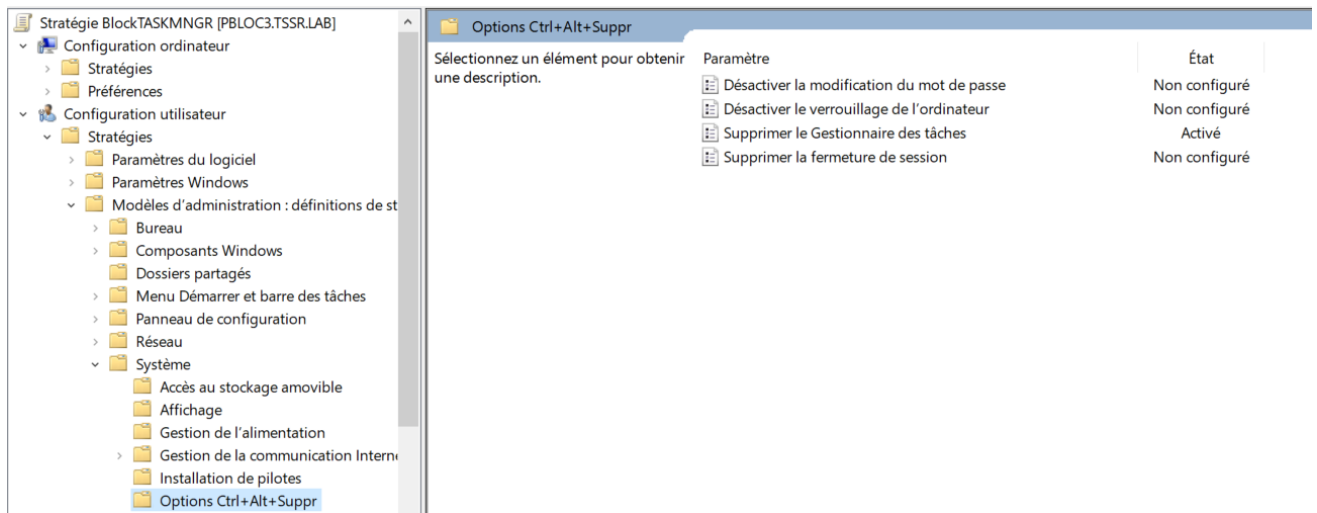 Stratégie BlockTASKMNGR [PBLOC3.TSSR.LAB]
Configuration ordinateur
Stratégies
Préférences
Configuration utilisateur
Stratégies
Paramètres du logiciel
Paramètres Windows
Modèles d'administration : définitions de st
Bureau
Composants Windows
Dossiers partagés
Menu Démarrer et barre des tâches
Panneau de configuration
Réseau
Système
Accès au stockage amovible
Affichage
Gestion de l'alimentation
Gestion de la communication Interne
Installation de pilotes
Options Ctrl+Alt+Suppr
Options Ctrl+Alt+Suppr
Sélectionnez un élément pour obtenir
une description.
Paramètre État
Désactiver la modification du mot de passe Non configuré
Désactiver le verrouillage de l'ordinateur Non configuré
Supprimer le Gestionnaire des tâches Activé
Supprimer la fermeture de session Non configuré